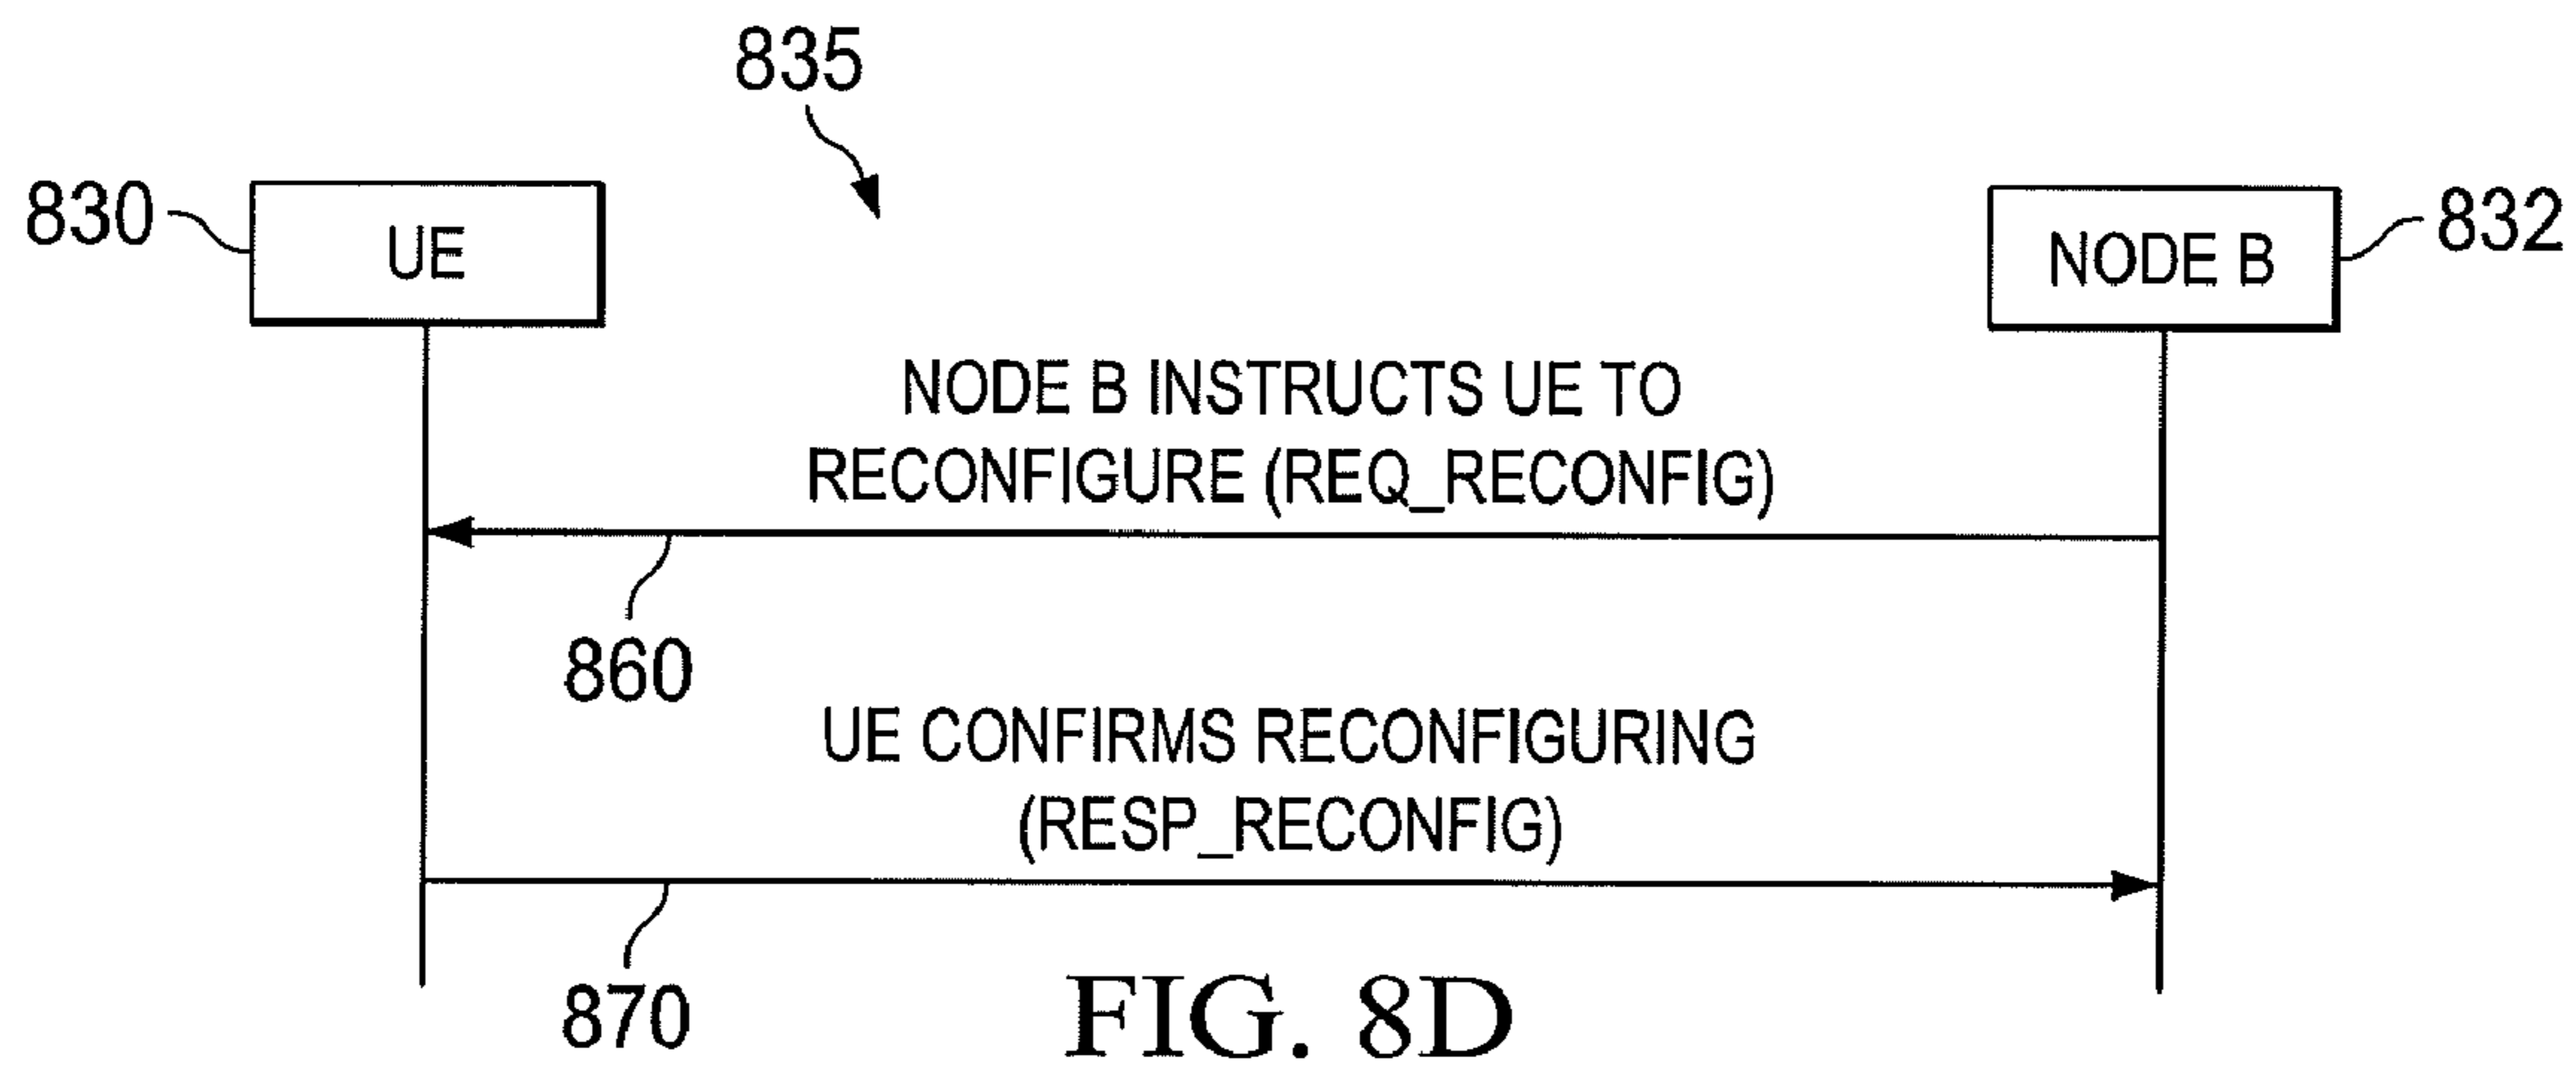 835
830
UE
NODE B
832
NODE B INSTRUCTS UE TO
RECONFIGURE (REQ_RECONFIG)
860
UE CONFIRMS RECONFIGURING
(RESP_RECONFIG)
870
FIG. 8D